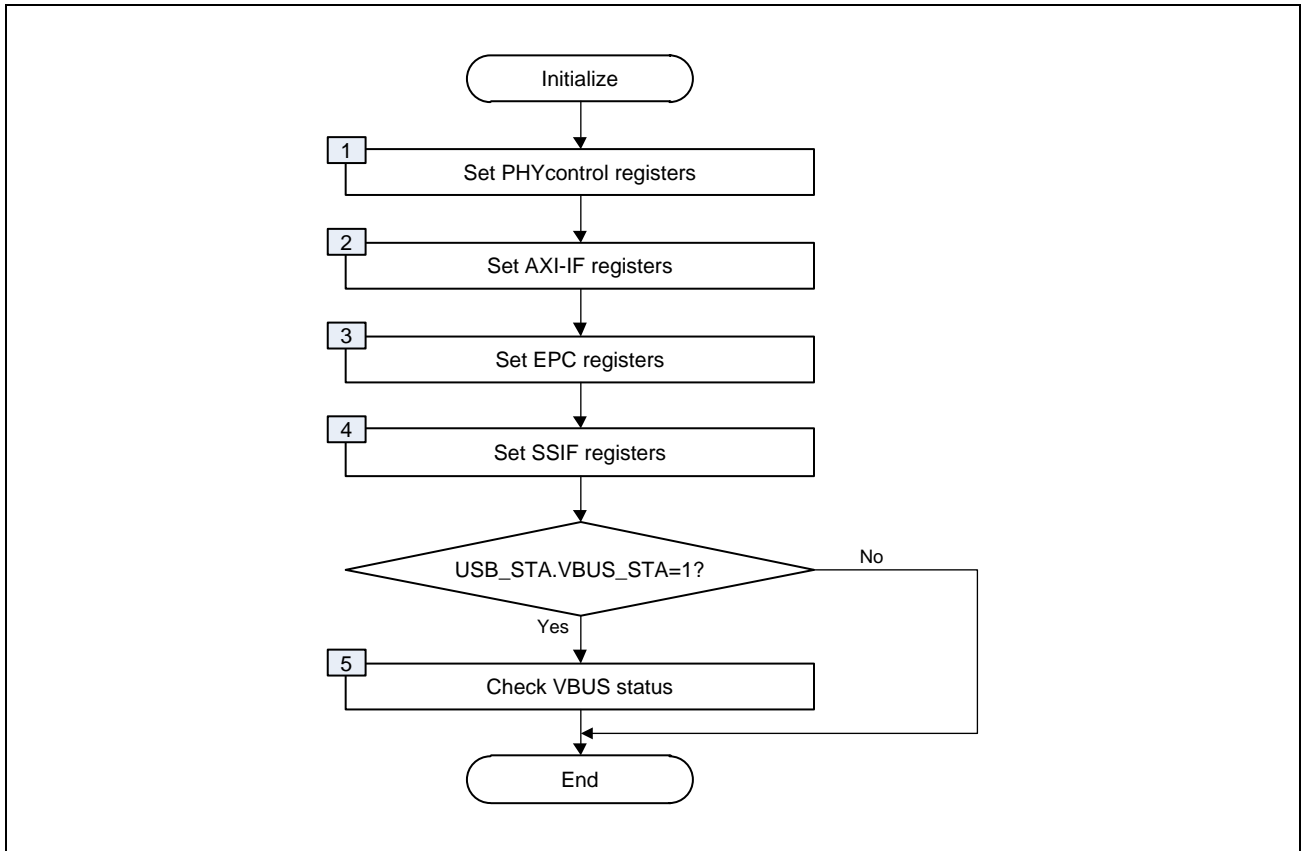 Initialize
1
Set PHYcontrol registers
2
Set AXI-IF registers
3
Set EPC registers
4
Set SSIF registers
USB_STA.VBUS_STA=1?
No
Yes
5
Check VBUS status
End